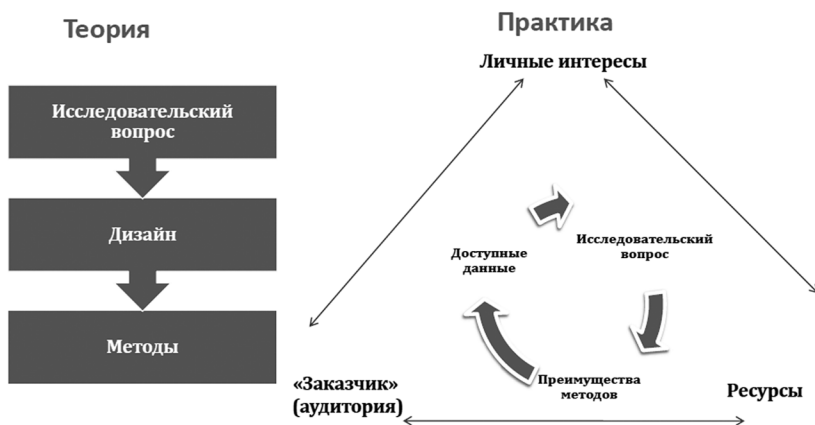 Теория
Исследовательский
вопрос
Дизайн
Методы
Практика
Личные интересы
Доступные
данные
Исследовательский
вопрос
Преимущества
методов
«Заказчик»
(аудитория)
Ресурсы